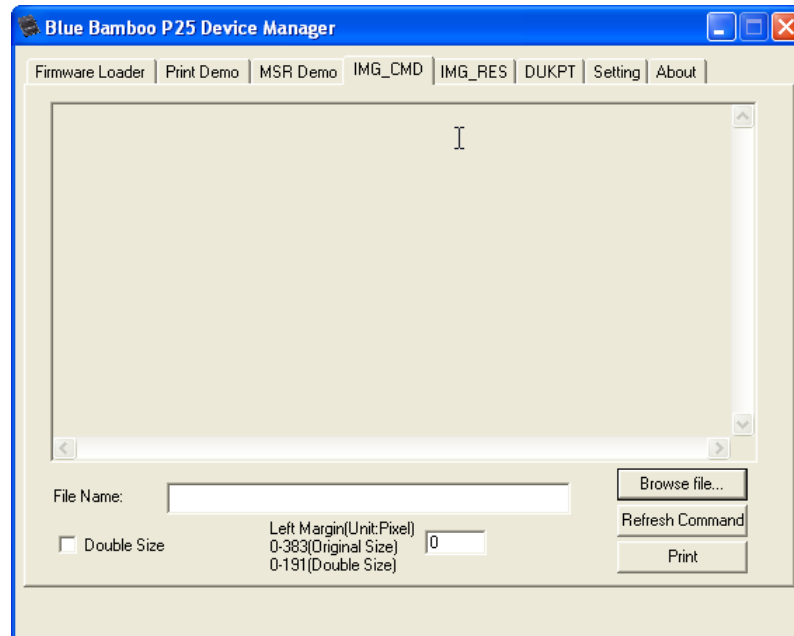 Blue Bamboo P25 Device Manager
Firmware Loader Print Demo MSR Demo IMG_CMD IMG_RES DUKPT Setting About
File Name:
Browse file...
Refresh Command
Double Size
Left Margin(Unit:Pixel)
0-383(Original Size)
0-191(Double Size)
0
Print